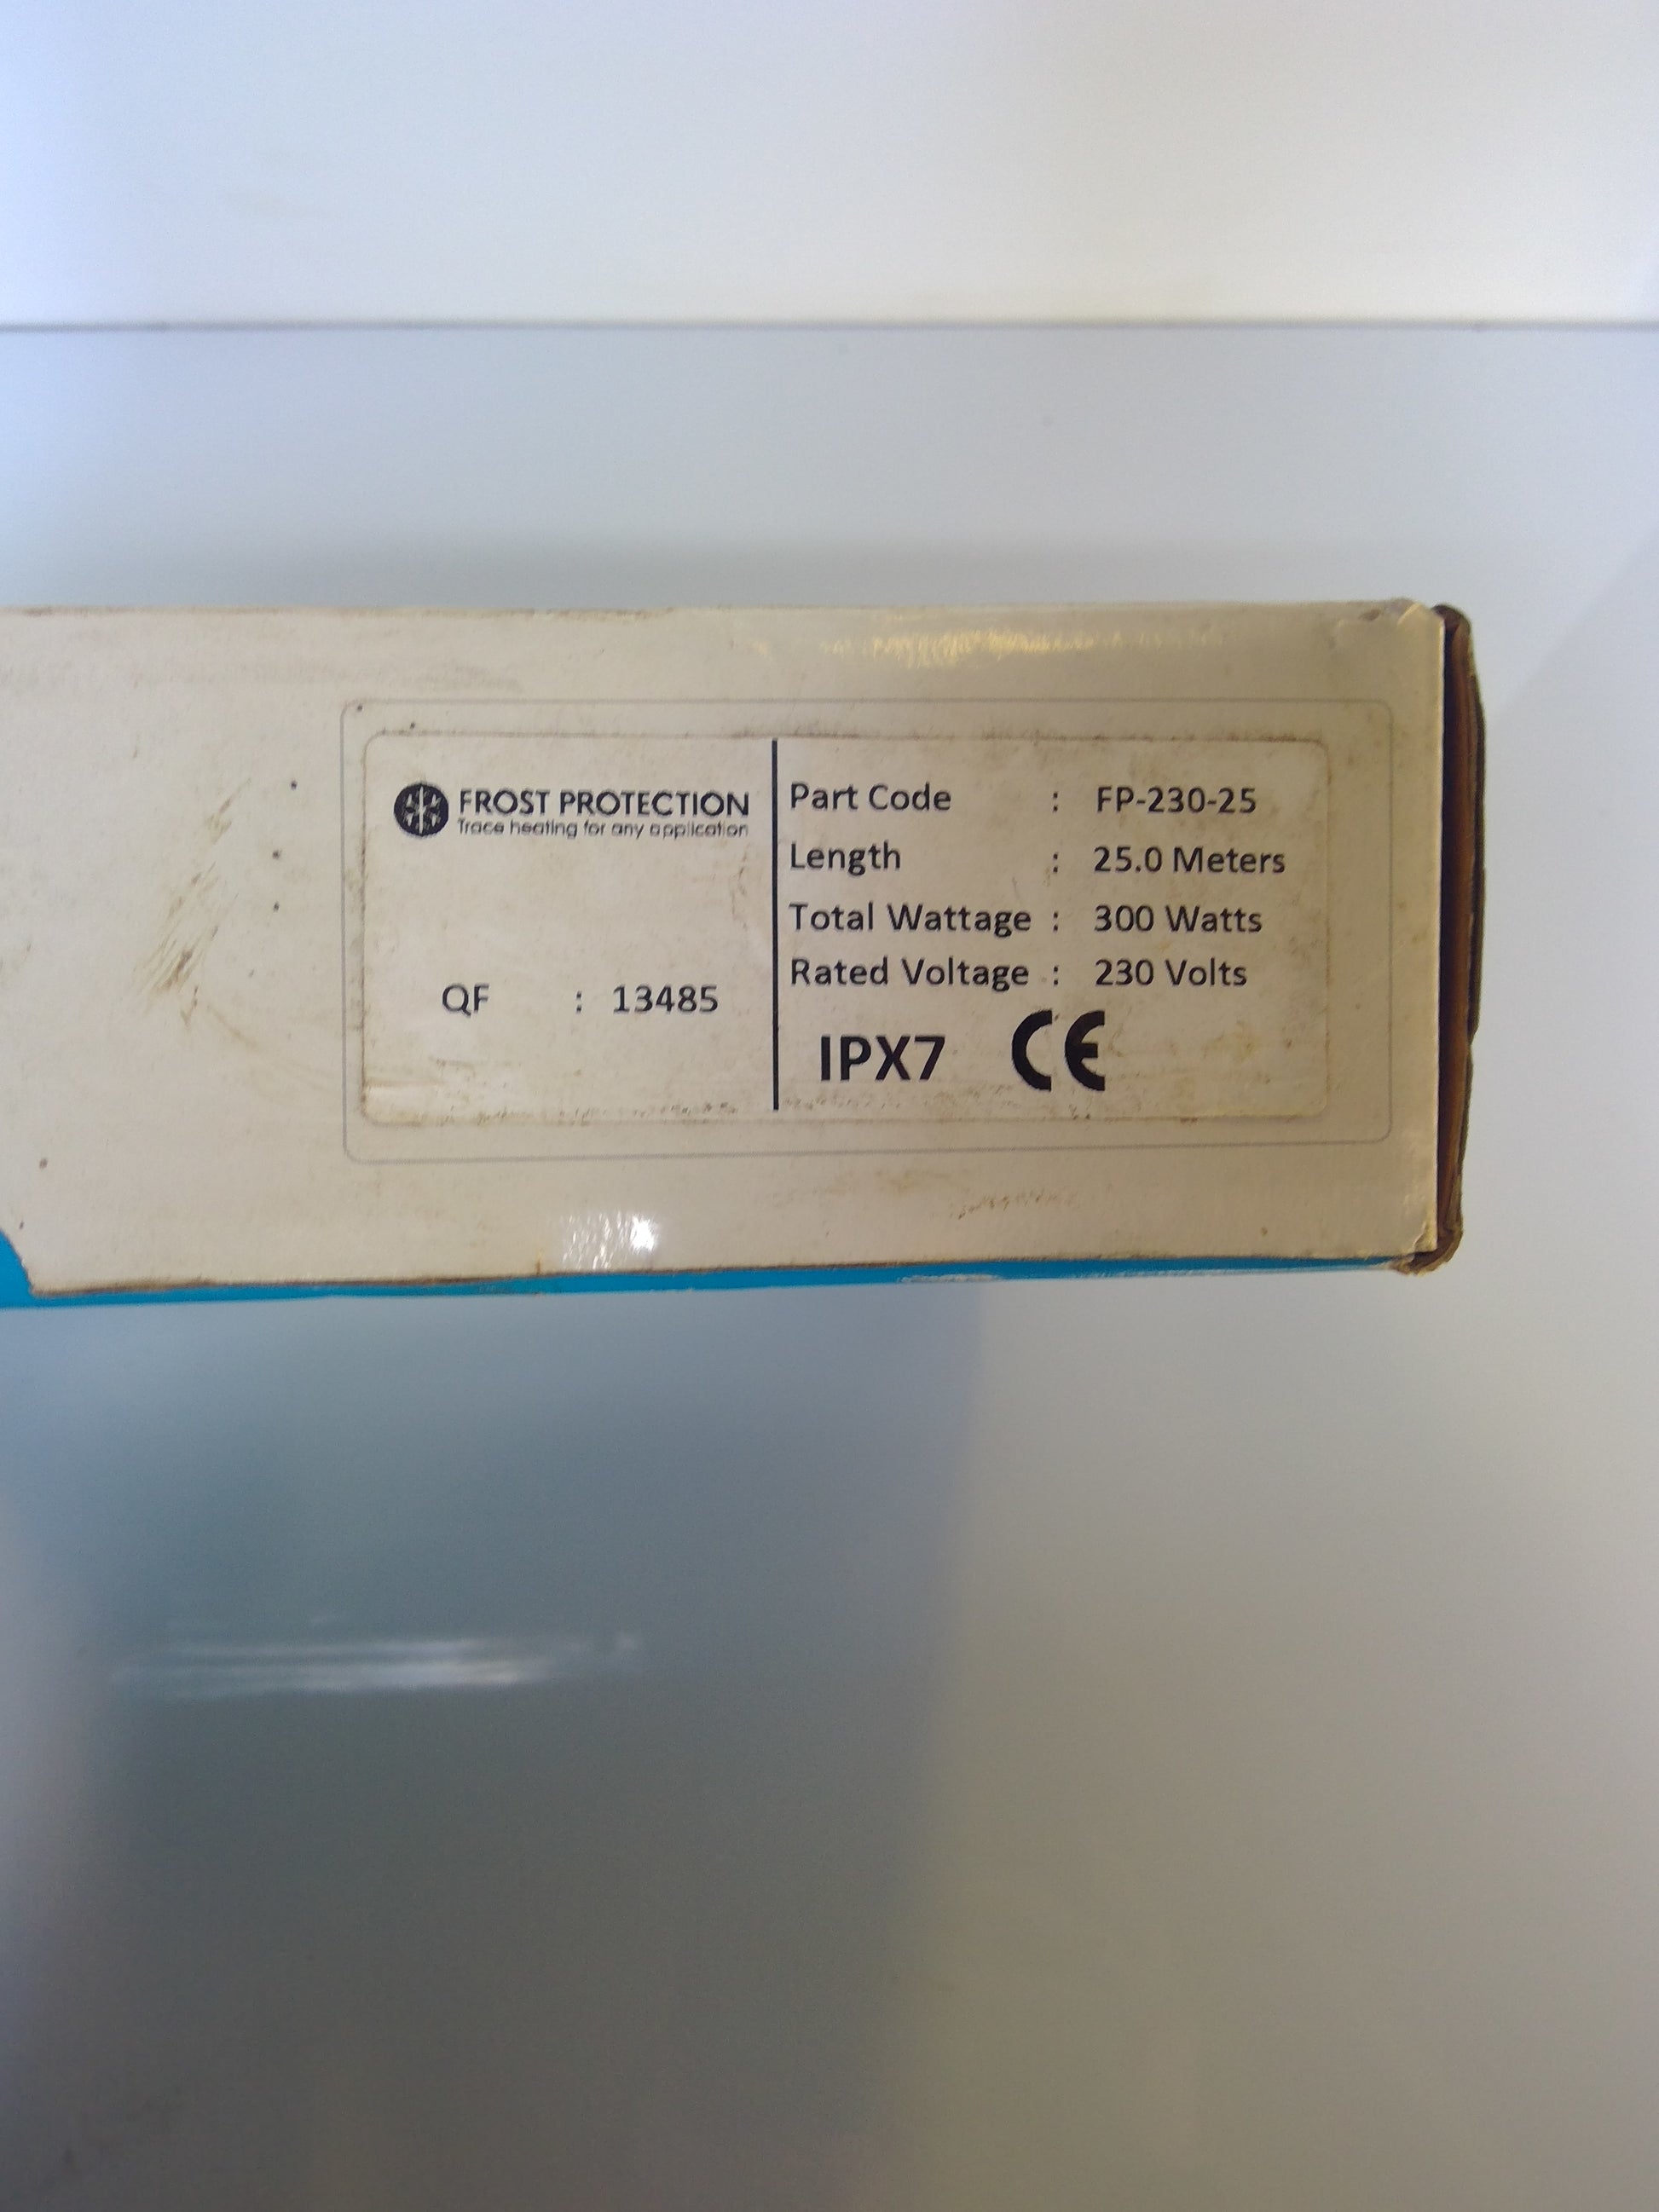 FROST PROTECTION
Trace heating for any application
QF : 13485
Part Code : FP-230-25
Length : 25.0 Meters
Total Wattage : 300 Watts
Rated Voltage : 230 Volts
IPX7 CE